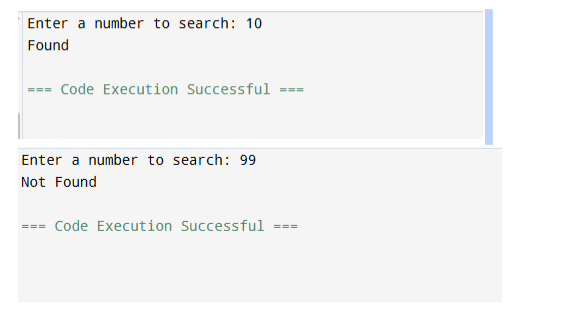 Enter a number to search: 10
Found
=== Code Execution Successful ===
Enter a number to search: 99
Not Found
=== Code Execution Successful ===